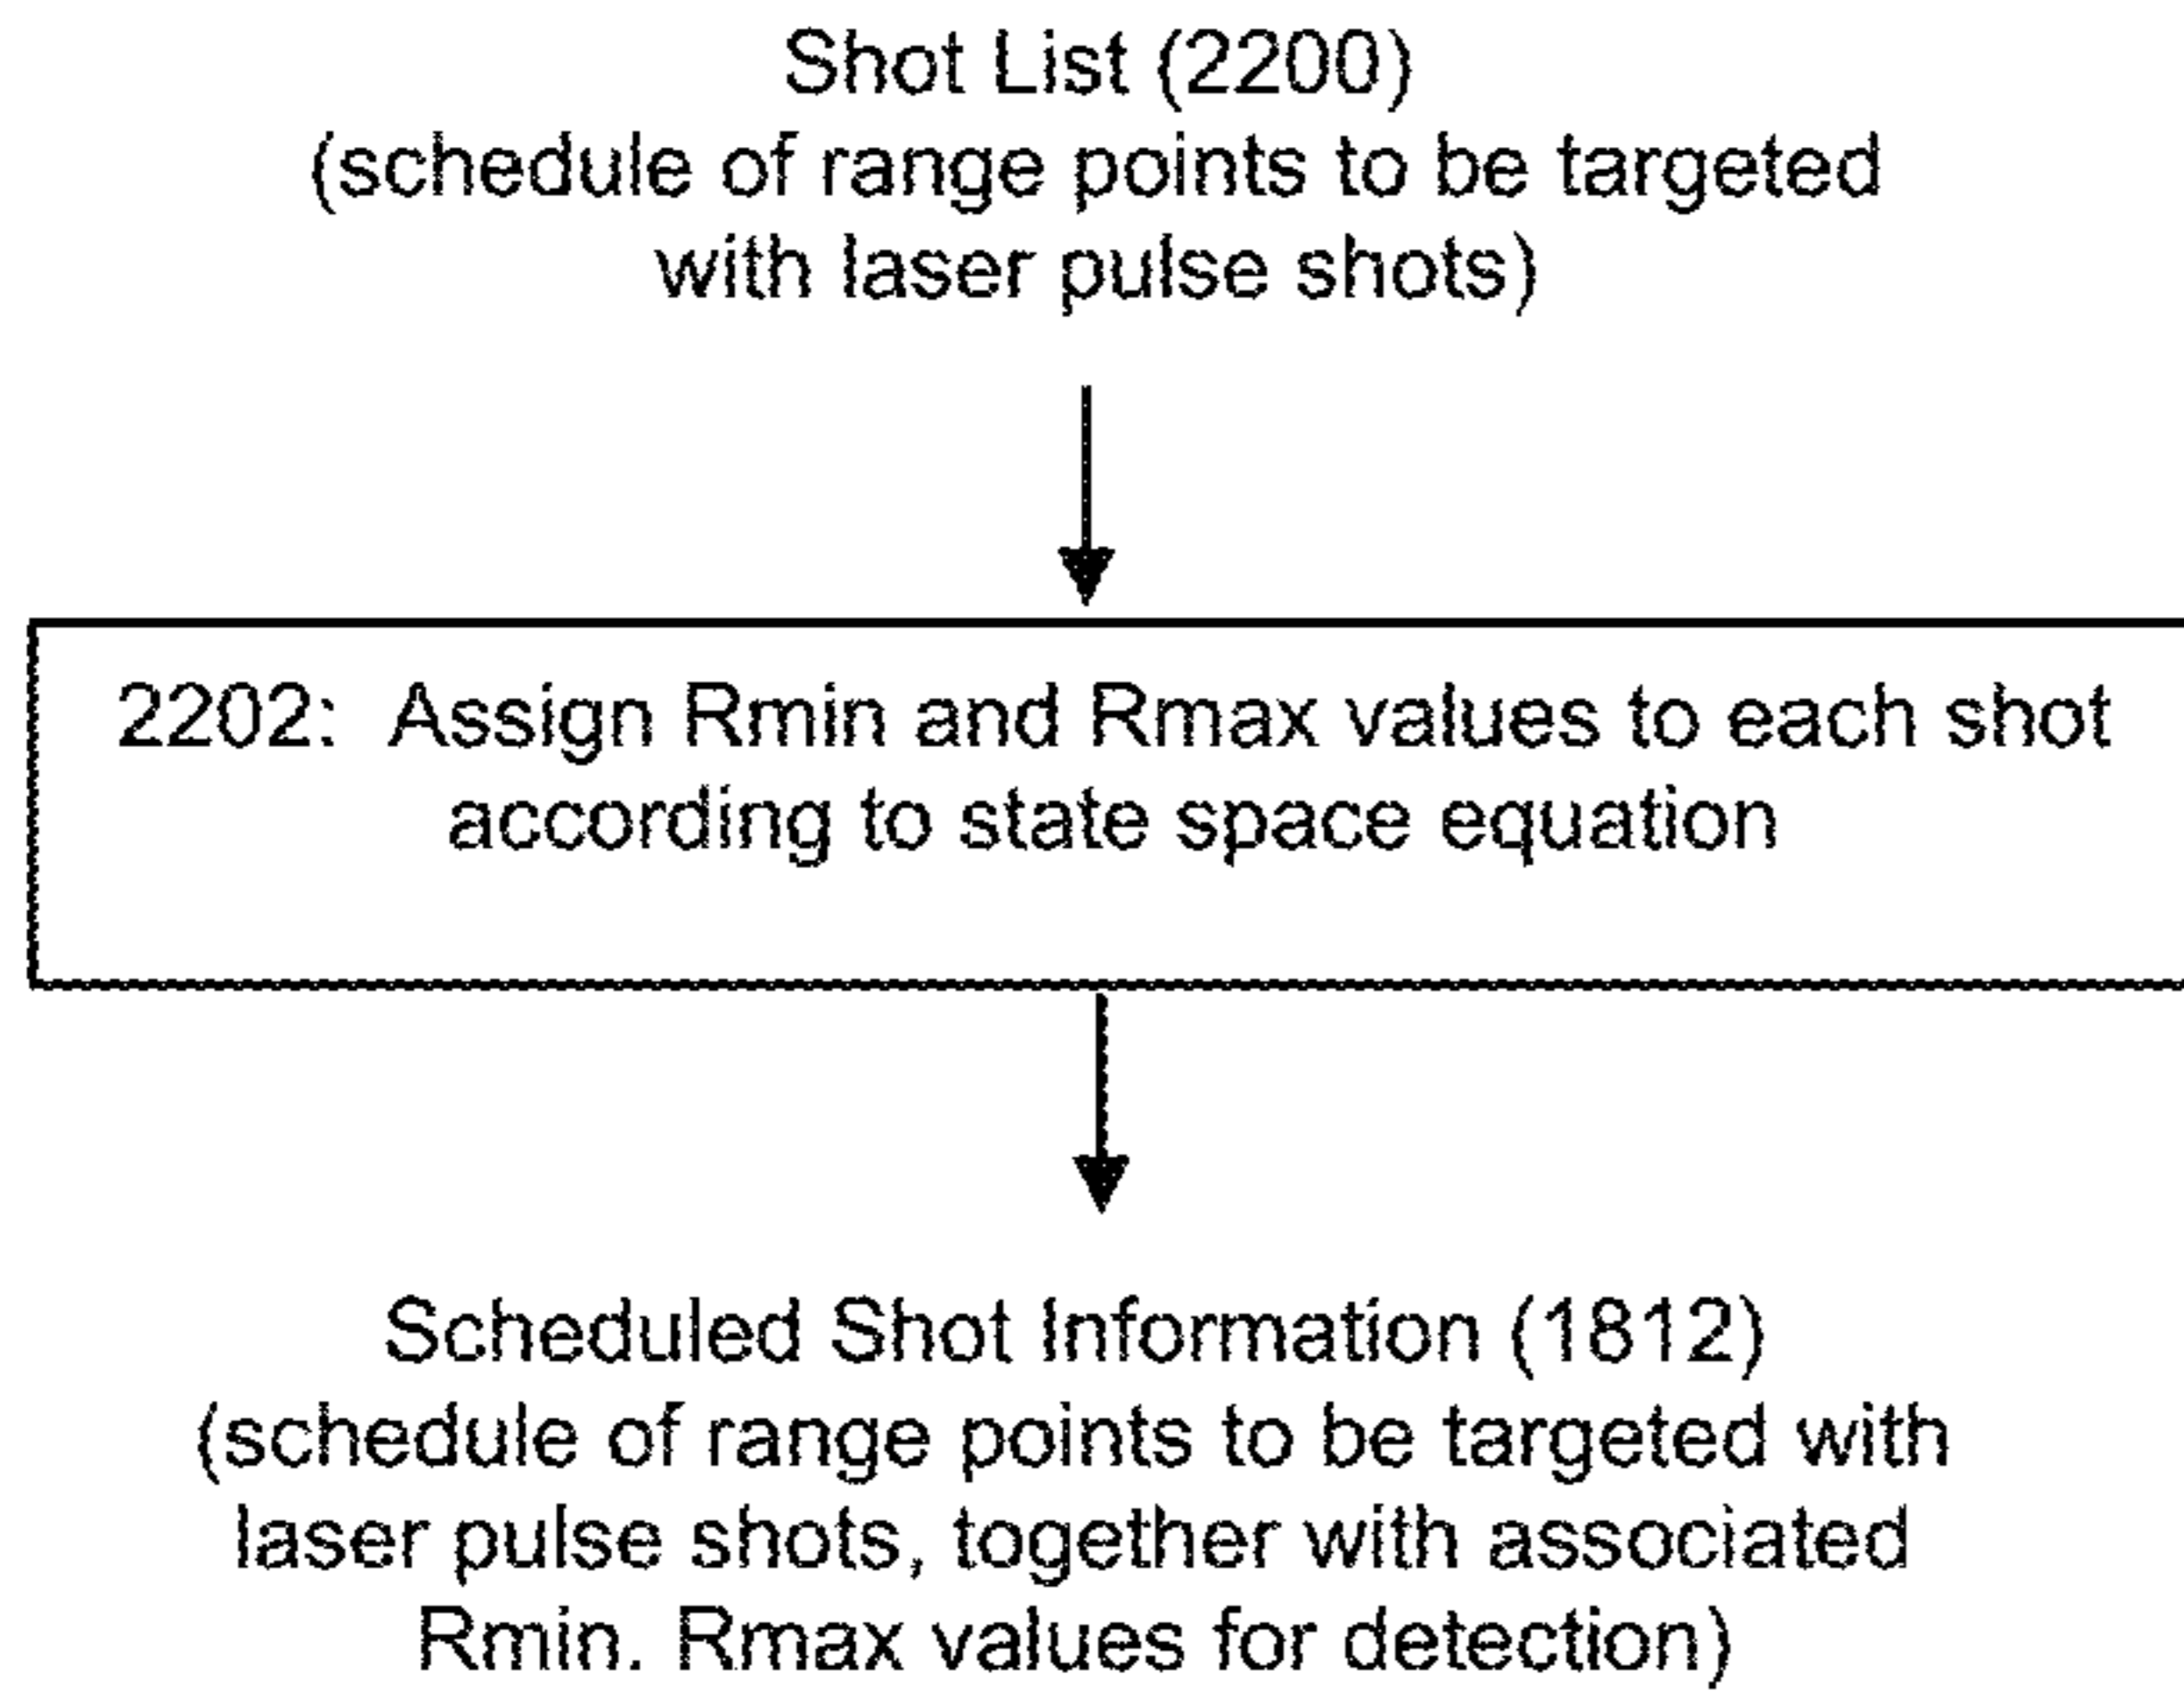 Shot List (2200)
(schedule of range points to be targeted
with laser pulse shots)
2202: Assign Rmin and Rmax values to each shot
according to state space equation
Scheduled Shot Information (1812)
(schedule of range points to be targeted with
laser pulse shots, together with associated
Rmin. Rmax values for detection)